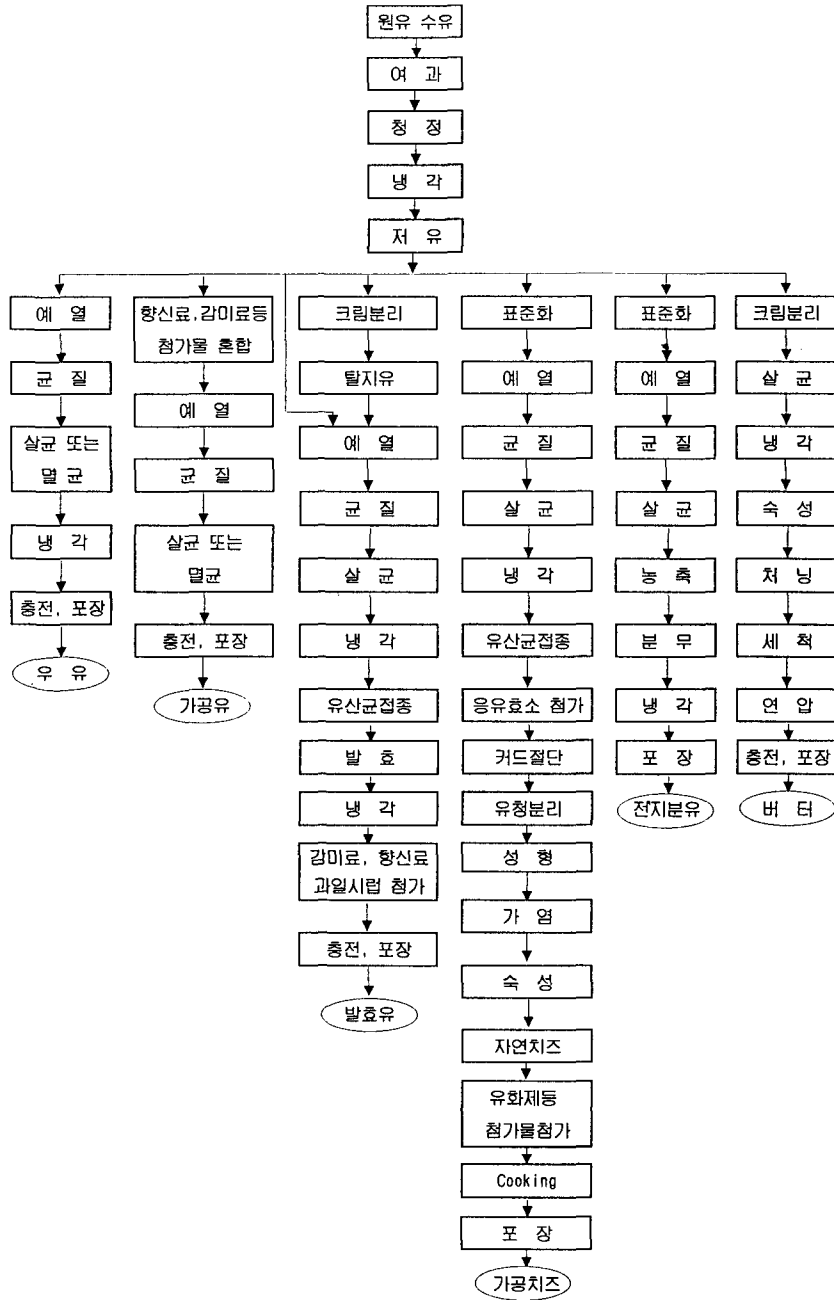 원유 수유
여 과
청 정
냉 각
저 유
예 열
균 질
살균 또는
멸 균
냉 각
충전, 포장
우 유
향신료,감미료등
첨가물 혼합
예 열
균 질
살균 또는
멸균
충전, 포장
가공유
크림분리
탈지유
예 열
균 질
살 균
냉 각
유산균접종
발 효
냉 각
감미료, 향신료
과일시럽 첨가
충전, 포장
발효유
표준화
예 열
균 질
살 균
냉 각
유산균접종
응유효소 첨가
커드절단
유청분리
성 형
가 염
숙 성
자연치즈
유화제등
첨가물첨가
Cooking
포 장
가공치즈
표준화
예 열
균 질
살 균
농 축
분 무
냉 각
포 장
전지분유
크림분리
살 균
냉 각
숙 성
처 닝
세 척
연 압
충전, 포장
버 터